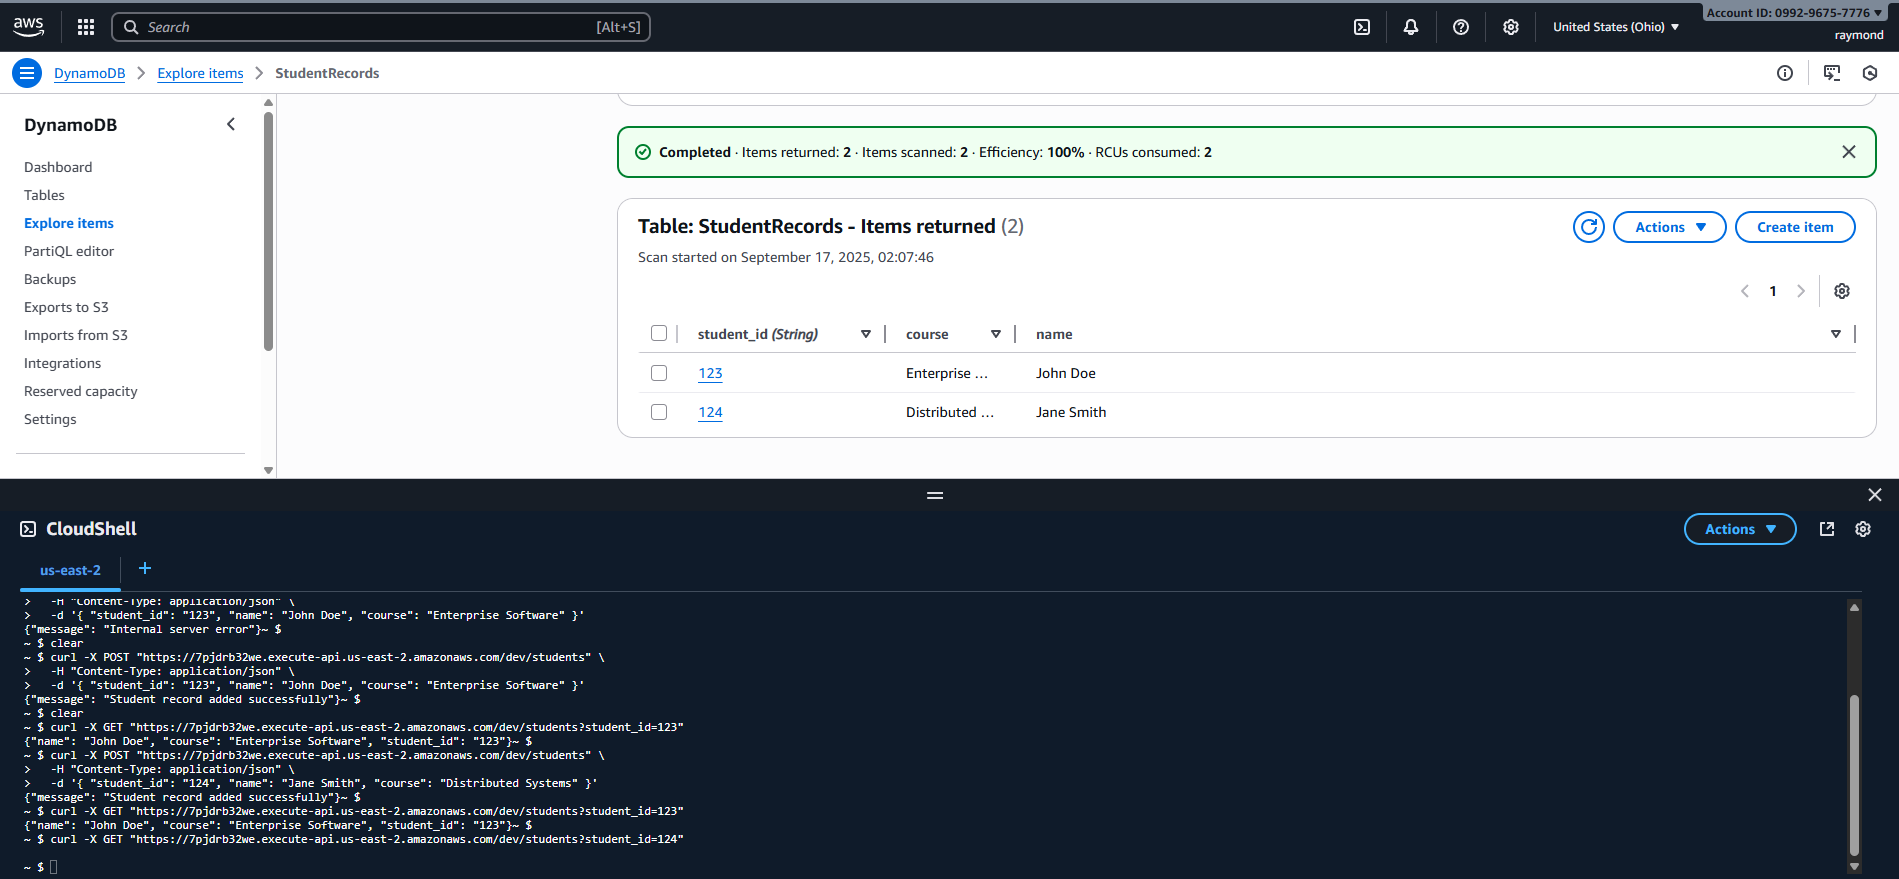 aws
Search
[Alt+S]
United States (Ohio)
Account ID: 0992-9675-7776
raymond
DynamoDB
Explore items
StudentRecords
DynamoDB
Dashboard
Tables
Explore items
PartiQL editor
Backups
Exports to S3
Imports from S3
Integrations
Reserved capacity
Settings
Completed · Items returned: 2 · Items scanned: 2 · Efficiency: 100% · RCUs consumed: 2
Table: StudentRecords - Items returned (2)
Scan started on September 17, 2025, 02:07:46
Actions
Create item
1
student_id (String) course name
123 Enterprise … John Doe
124 Distributed … Jane Smith
CloudShell
Actions
us-east-2
+
>   -H "Content-Type: application/json" \
>   -d '{ "student_id": "123", "name": "John Doe", "course": "Enterprise Software" }'
{"message": "Internal server error"}~ $
~ $ clear
~ $ curl -X POST "https://7pjdrb32we.execute-api.us-east-2.amazonaws.com/dev/students" \
>   -H "Content-Type: application/json" \
>   -d '{ "student_id": "123", "name": "John Doe", "course": "Enterprise Software" }'
{"message": "Student record added successfully"}~ $
~ $ clear
~ $ curl -X GET "https://7pjdrb32we.execute-api.us-east-2.amazonaws.com/dev/students?student_id=123"
{"name": "John Doe", "course": "Enterprise Software", "student_id": "123"}~ $
~ $ curl -X POST "https://7pjdrb32we.execute-api.us-east-2.amazonaws.com/dev/students" \
>   -H "Content-Type: application/json" \
>   -d '{ "student_id": "124", "name": "Jane Smith", "course": "Distributed Systems" }'
{"message": "Student record added successfully"}~ $
~ $ curl -X GET "https://7pjdrb32we.execute-api.us-east-2.amazonaws.com/dev/students?student_id=123"
{"name": "John Doe", "course": "Enterprise Software", "student_id": "123"}~ $
~ $ curl -X GET "https://7pjdrb32we.execute-api.us-east-2.amazonaws.com/dev/students?student_id=124"
~ $